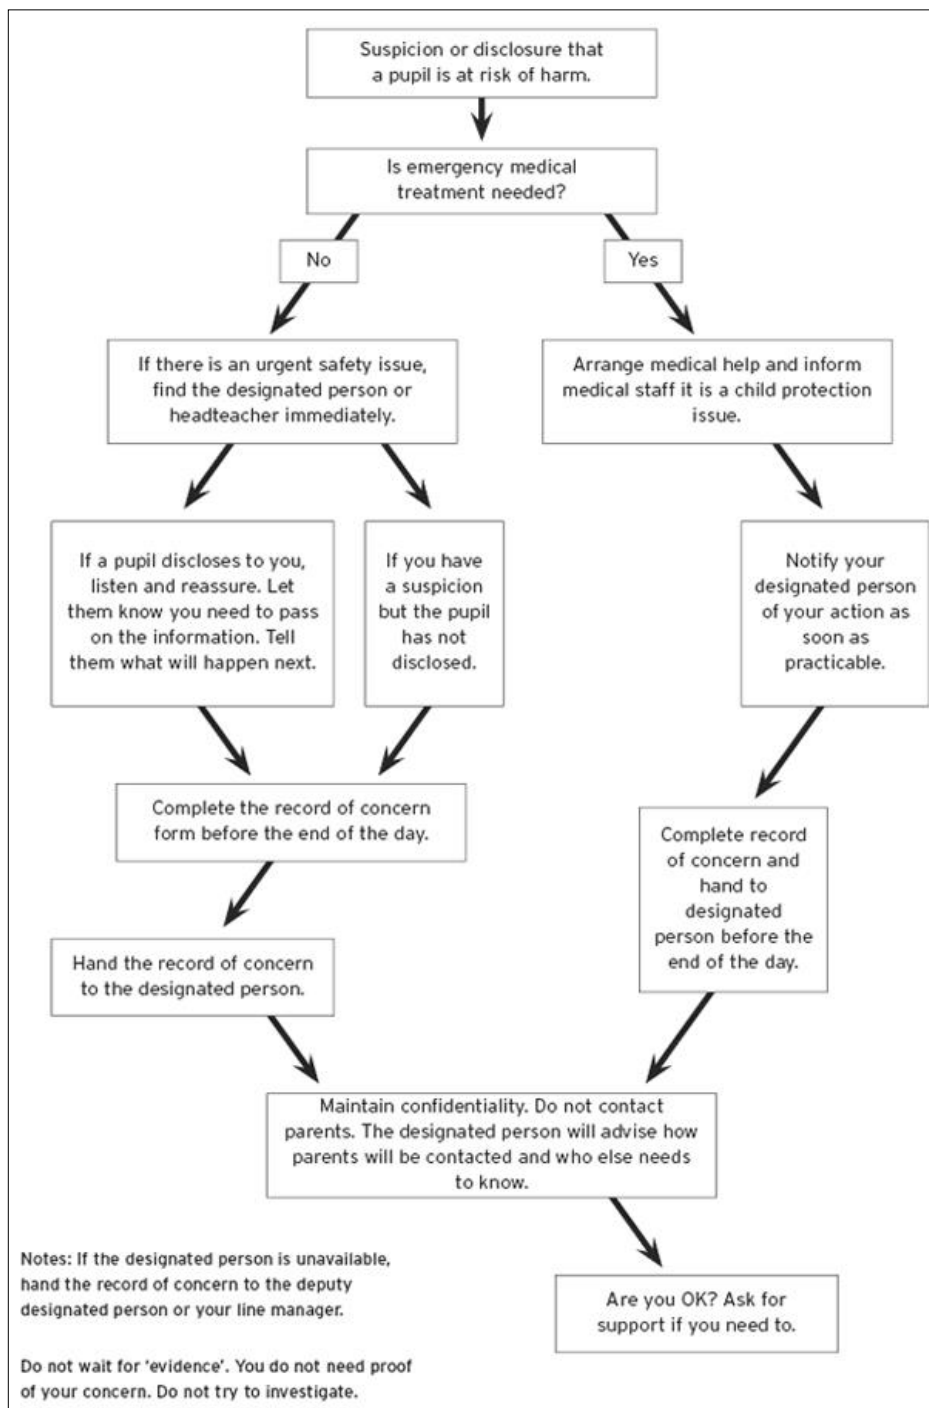 Suspicion or disclosure that
a pupil is at risk of harm.
Is emergency medical
treatment needed?
No
Yes
If there is an urgent safety issue,
find the designated person or
headteacher immediately.
Arrange medical help and inform
medical staff it is a child protection
issue.
If a pupil discloses to you,
listen and reassure. Let
them know you need to pass
on the information. Tell
them what will happen next.
If you have
a suspicion
but the pupil
has not
disclosed.
Notify your
designated person
of your action as
soon as
practicable.
Complete the record of concern
form before the end of the day.
Complete record
of concern and
hand to
designated
person before the
end of the day.
Hand the record of concern
to the designated person.
Maintain confidentiality. Do not contact
parents. The designated person will advise how
parents will be contacted and who else needs
to know.
Notes: If the designated person is unavailable,
hand the record of concern to the deputy
designated person or your line manager.
Do not wait for 'evidence'. You do not need proof
of your concern. Do not try to investigate.
Are you OK? Ask for
support if you need to.